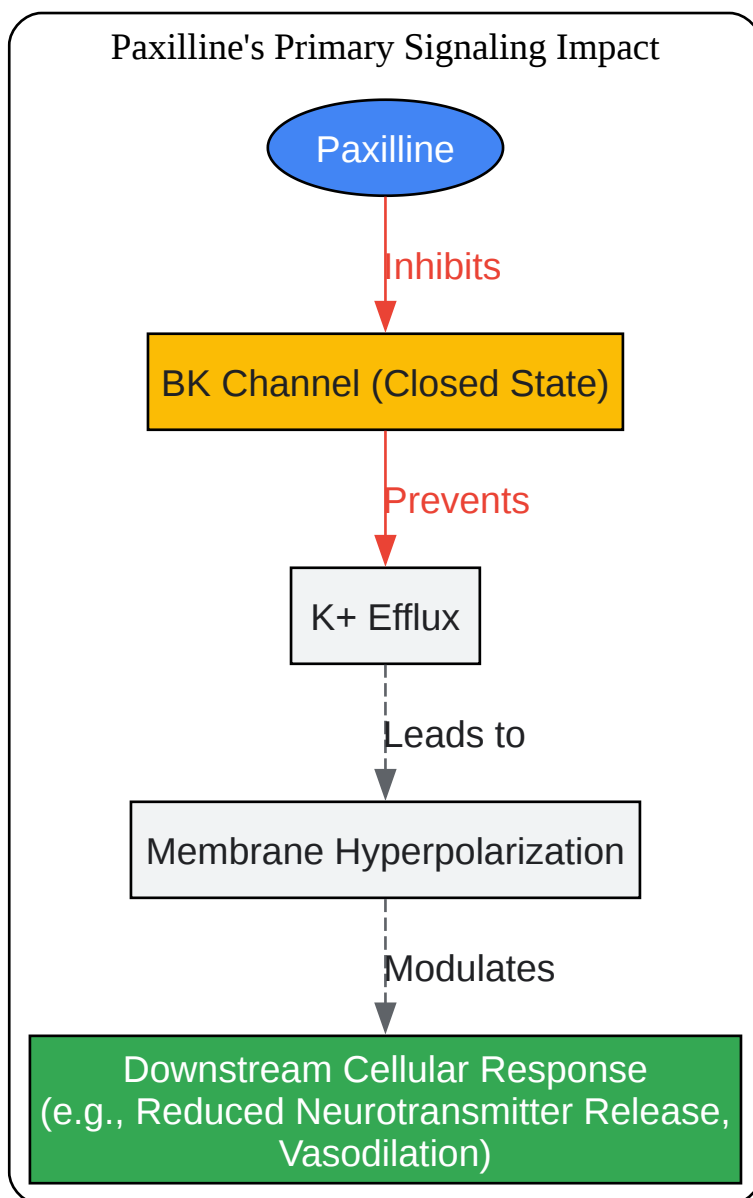 Paxilline's Primary Signaling Impact
Paxilline
Inhibits
BK Channel (Closed State)
Prevents
K+ Efflux
Leads to
Membrane Hyperpolarization
Modulates
Downstream Cellular Response
(e.g., Reduced Neurotransmitter Release,
Vasodilation)